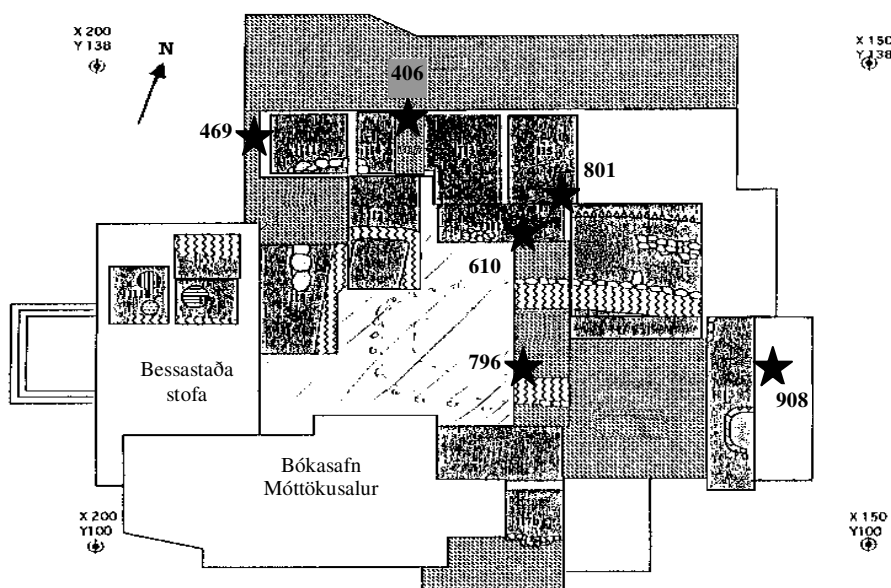 X 200
Y 138
N
406
X 150
Y 138
469
801
610
Bessastaða
stofa
796
908
Bókasafn
Móttökusalur
X 200
Y100
X 150
Y100